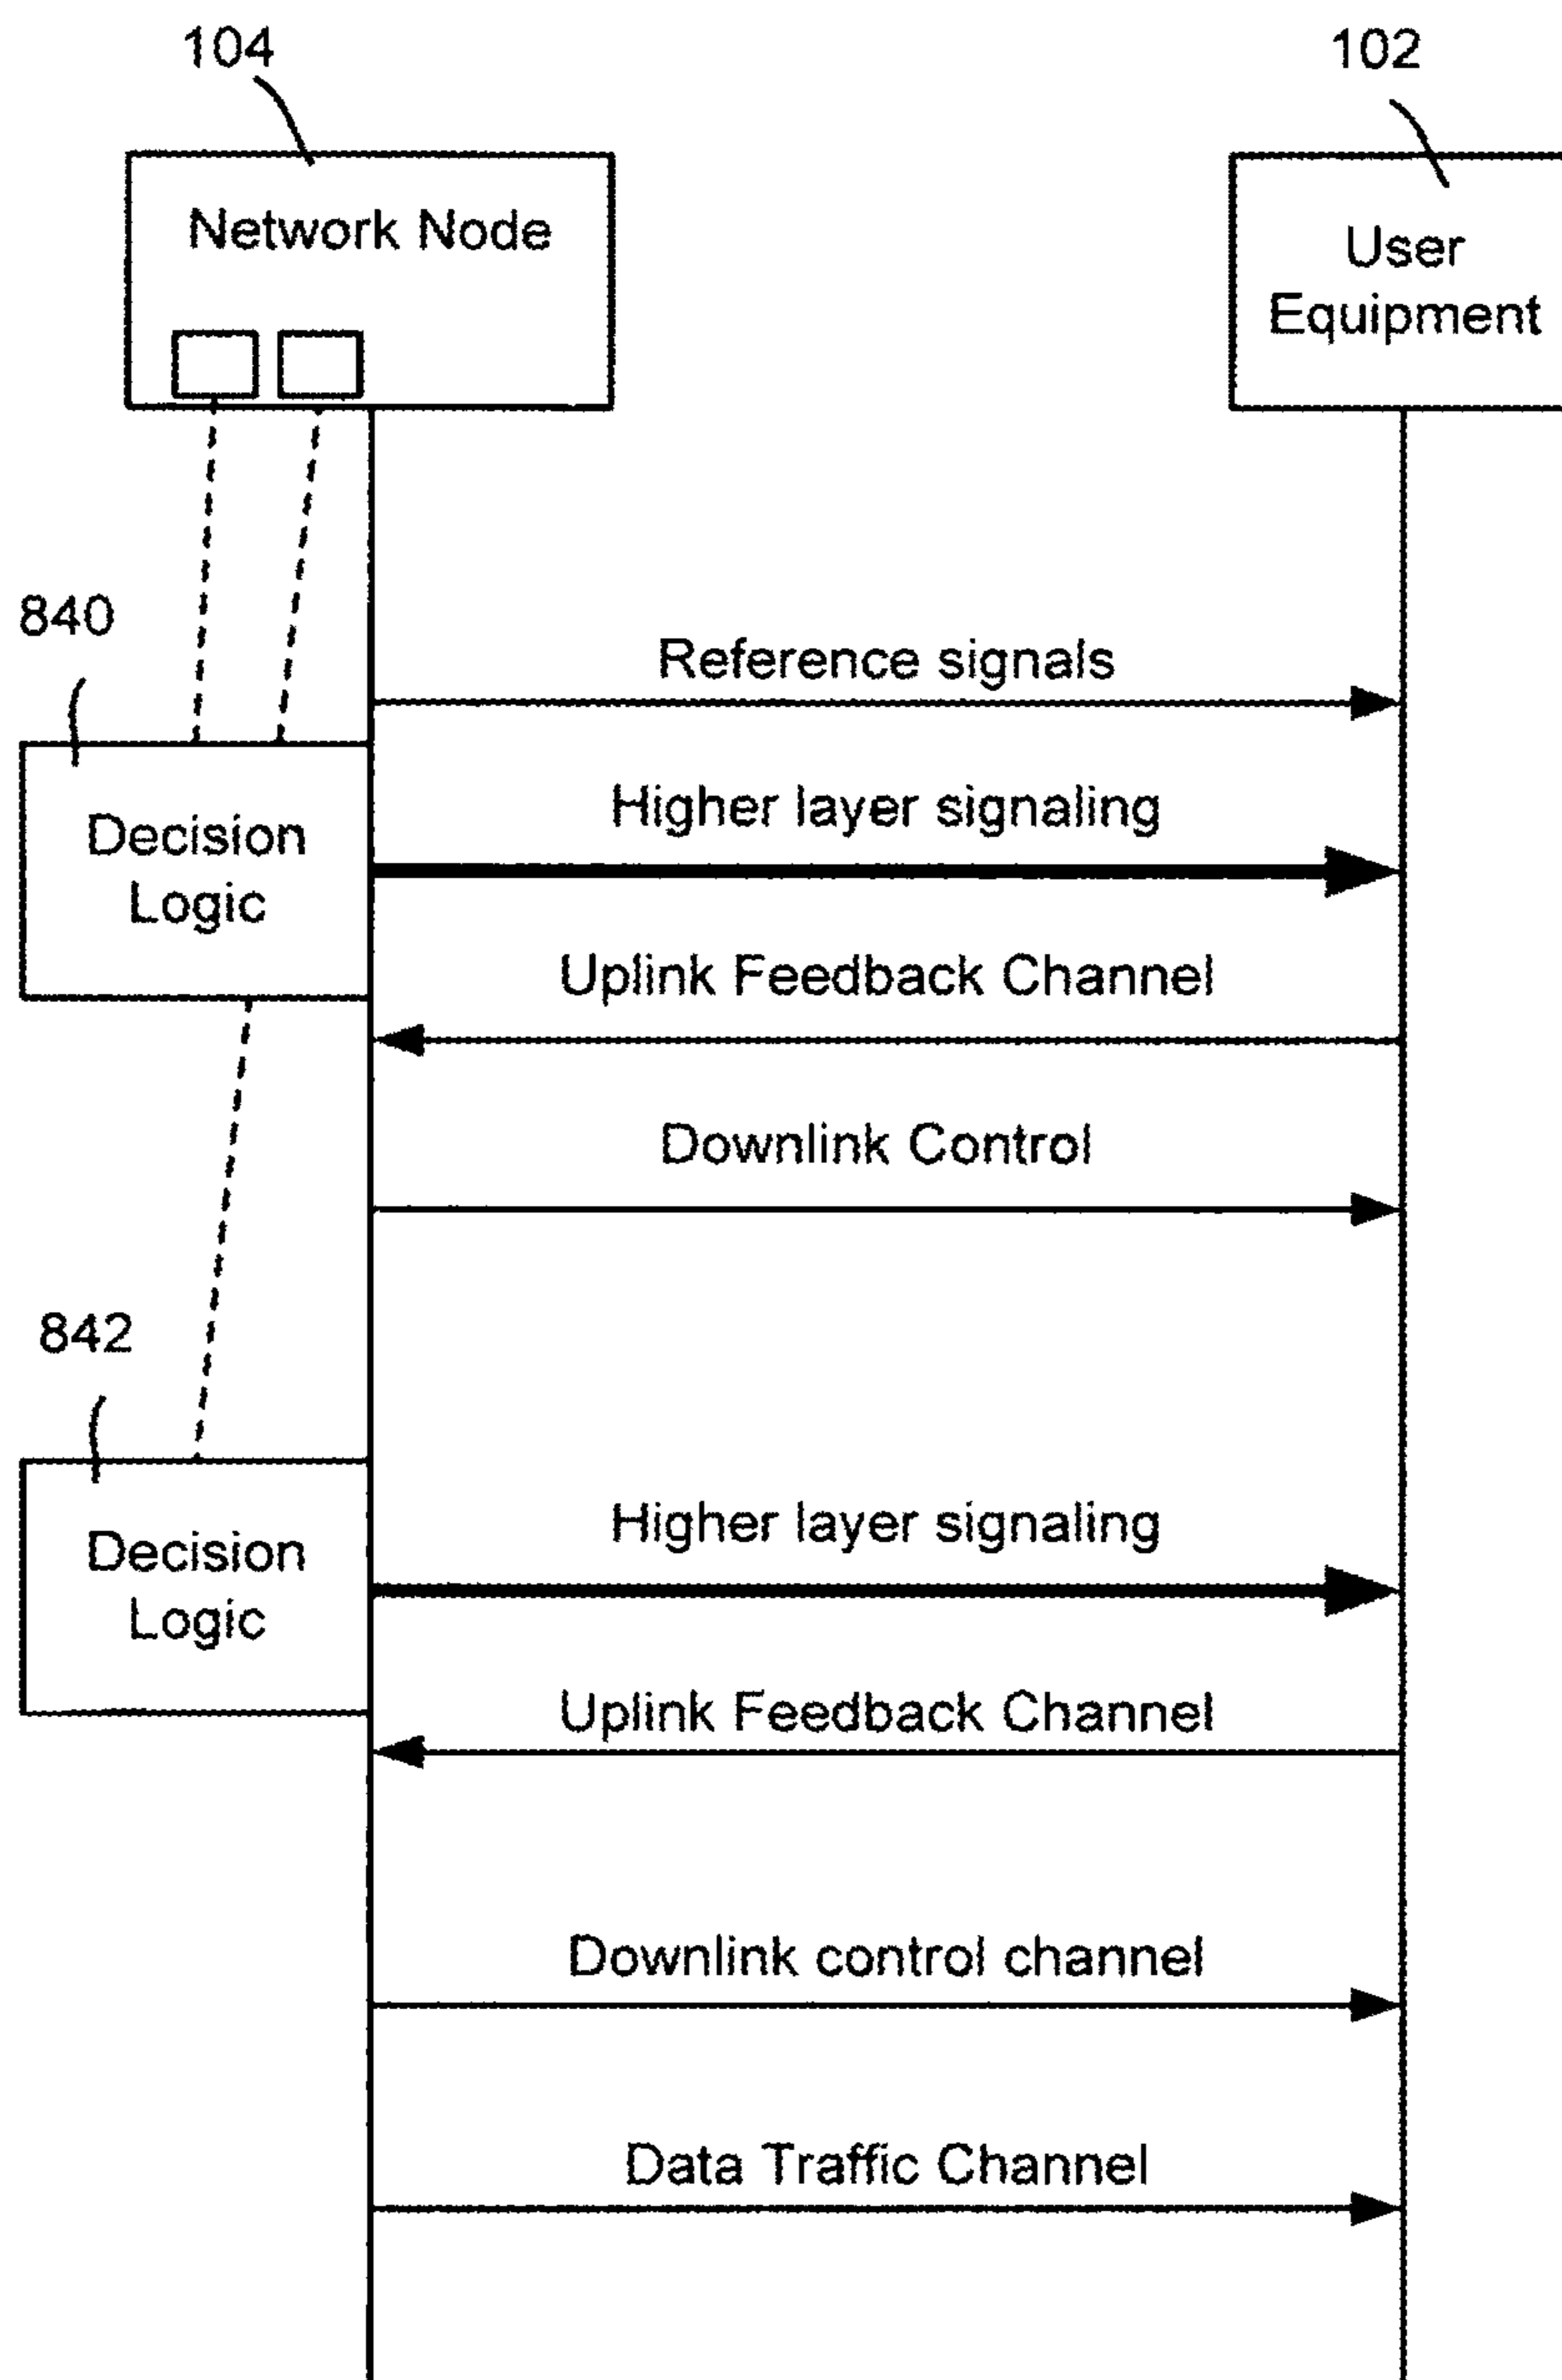 104
102
Network Node
User
Equipment
840
Reference signals
Higher layer signaling
Decision
Logic
Uplink Feedback Channel
Downlink Control
842
Higher layer signaling
Decision
Logic
Uplink Feedback Channel
Downlink control channel
Data Traffic Channel